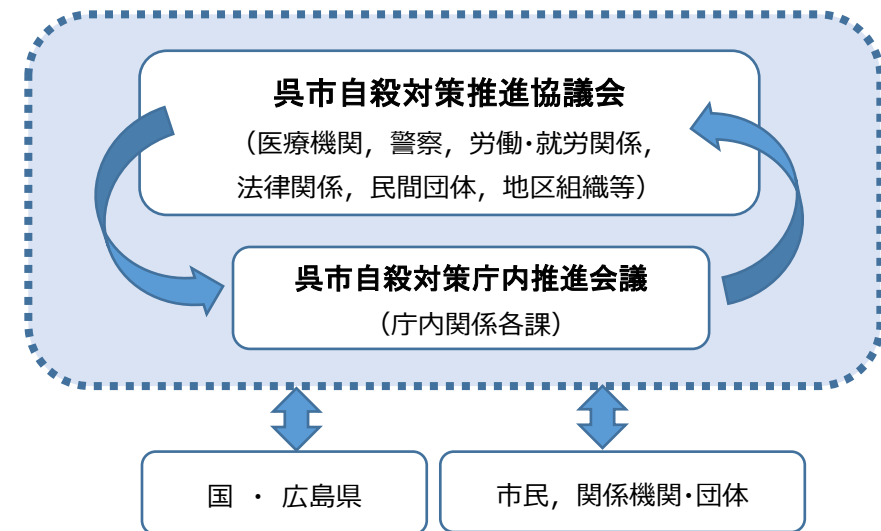 呉市自殺対策推進協議会
（医療機関，警察，労働・就労関係，
法律関係，民間団体，地区組織等）
呉市自殺対策庁内推進会議
（庁内関係各課）
国 ・ 広島県
市民，関係機関・団体